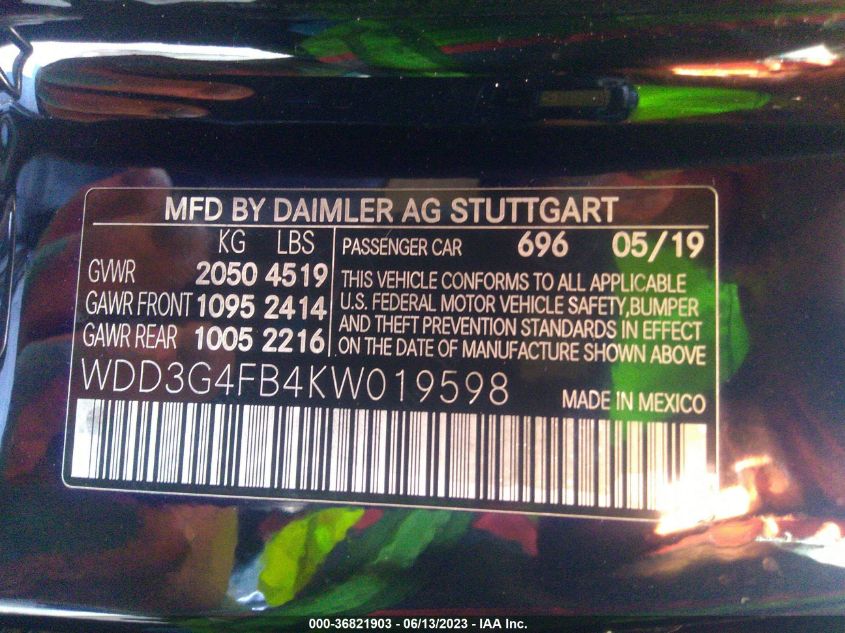 MFD BY DAIMLER AG STUTTGART
KG LBS
GVWR 2050 4519
GAWR FRONT 1095 2414
GAWR REAR 1005 2216
PASSENGER CAR 696 05/19
THIS VEHICLE CONFORMS TO ALL APPLICABLE
U.S. FEDERAL MOTOR VEHICLE SAFETY,BUMPER
AND THEFT PREVENTION STANDARDS IN EFFECT
ON THE DATE OF MANUFACTURE SHOWN ABOVE
WDD3G4FB4KW019598 MADE IN MEXICO
000-36821903 - 06/13/2023 - IAA Inc.